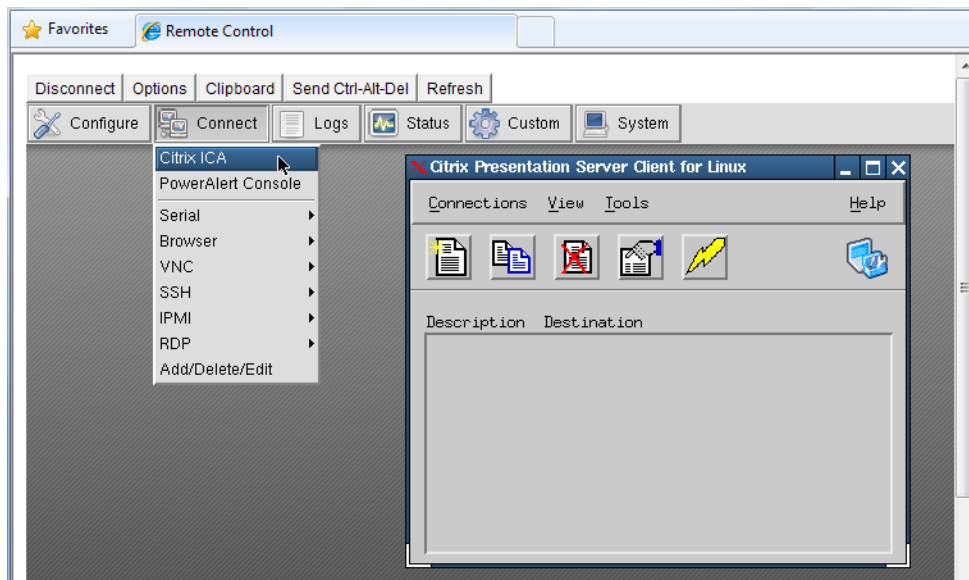 Favorites Remote Control
Disconnect Options Clipboard Send Ctrl-Alt-Del Refresh
Configure Connect Logs Status Custom System
Citrix ICA
PowerAlert Console
Serial
Browser
VNC
SSH
IPMI
RDP
Add/Delete/Edit
Citrix Presentation Server Client for Linux
Connections View Tools Help
Description Destination